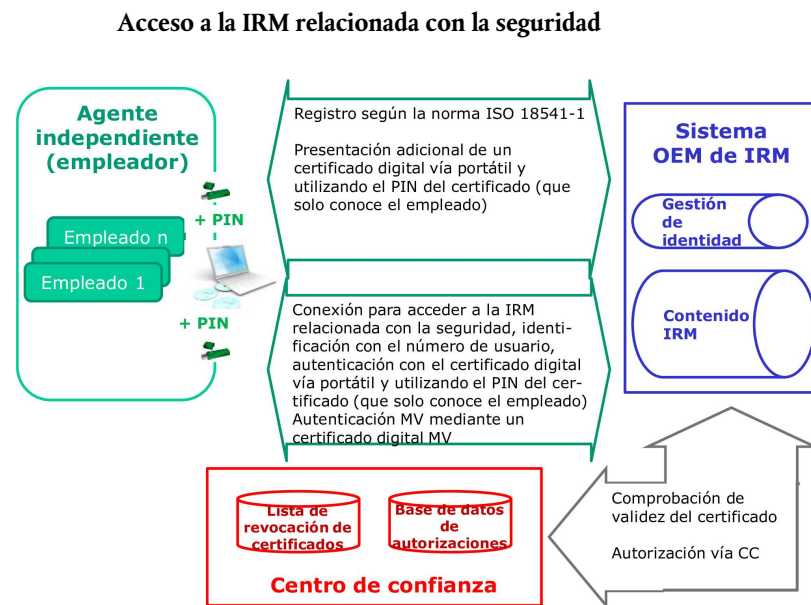 Acceso a la IRM relacionada con la seguridad
Agente
independiente
(empleador)
+ PIN
Empleado n
Empleado 1
+ PIN
Registro según la norma ISO 18541-1
Presentación adicional de un
certificado digital vía portátil y
utilizando el PIN del certificado (que
solo conoce el empleado)
Conexión para acceder a la IRM
relacionada con la seguridad, identi-
ficación con el número de usuario,
autenticación con el certificado digital
vía portátil y utilizando el PIN del cer-
tificado (que solo conoce el empleado)
Autenticación MV mediante un
certificado digital MV
Sistema
OEM de IRM
Gestión
de
identidad
Contenido
IRM
Lista de
revocación de
certificados
Base de datos
de
autorizaciones
Centro de confianza
Comprobación de
validez del certificado
Autorización vía CC